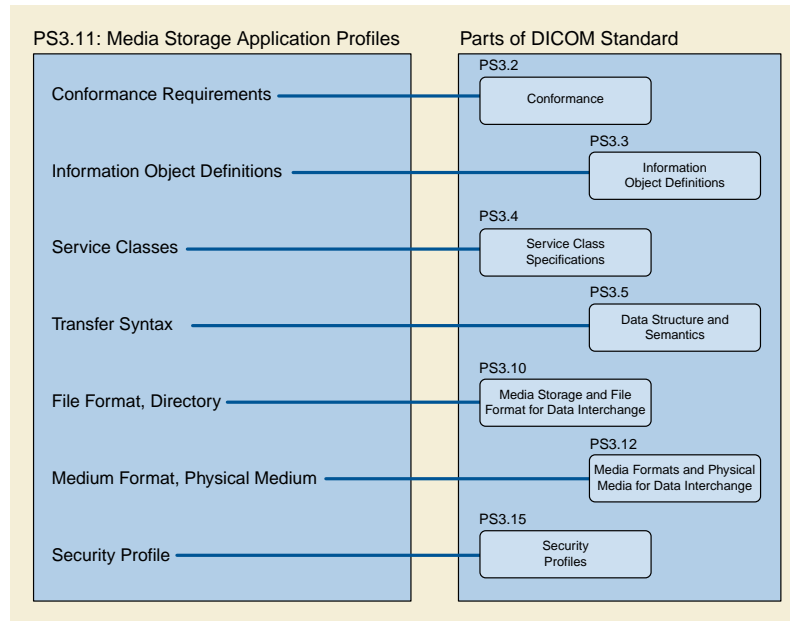 PS3.11: Media Storage Application Profiles
Parts of DICOM Standard
Conformance Requirements
PS3.2
Conformance
Information Object Definitions
PS3.3
Information
Object Definitions
Service Classes
PS3.4
Service Class
Specifications
Transfer Syntax
PS3.5
Data Structure and
Semantics
File Format, Directory
PS3.10
Media Storage and File
Format for Data Interchange
Medium Format, Physical Medium
PS3.12
Media Formats and Physical
Media for Data Interchange
Security Profile
PS3.15
Security
Profiles